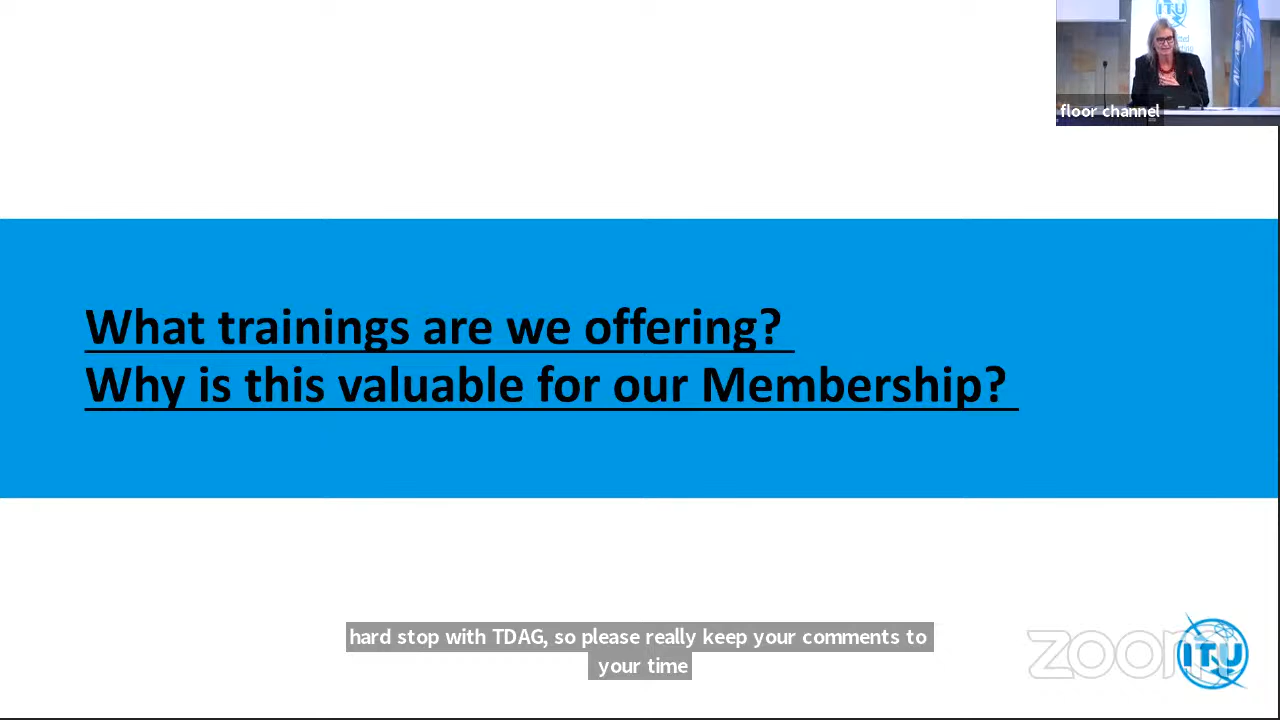 ITU
floor channel
What trainings are we offering?
Why is this valuable for our Membership?
hard stop with TDAG, so please really keep your comments to
your time
zoom
ITU